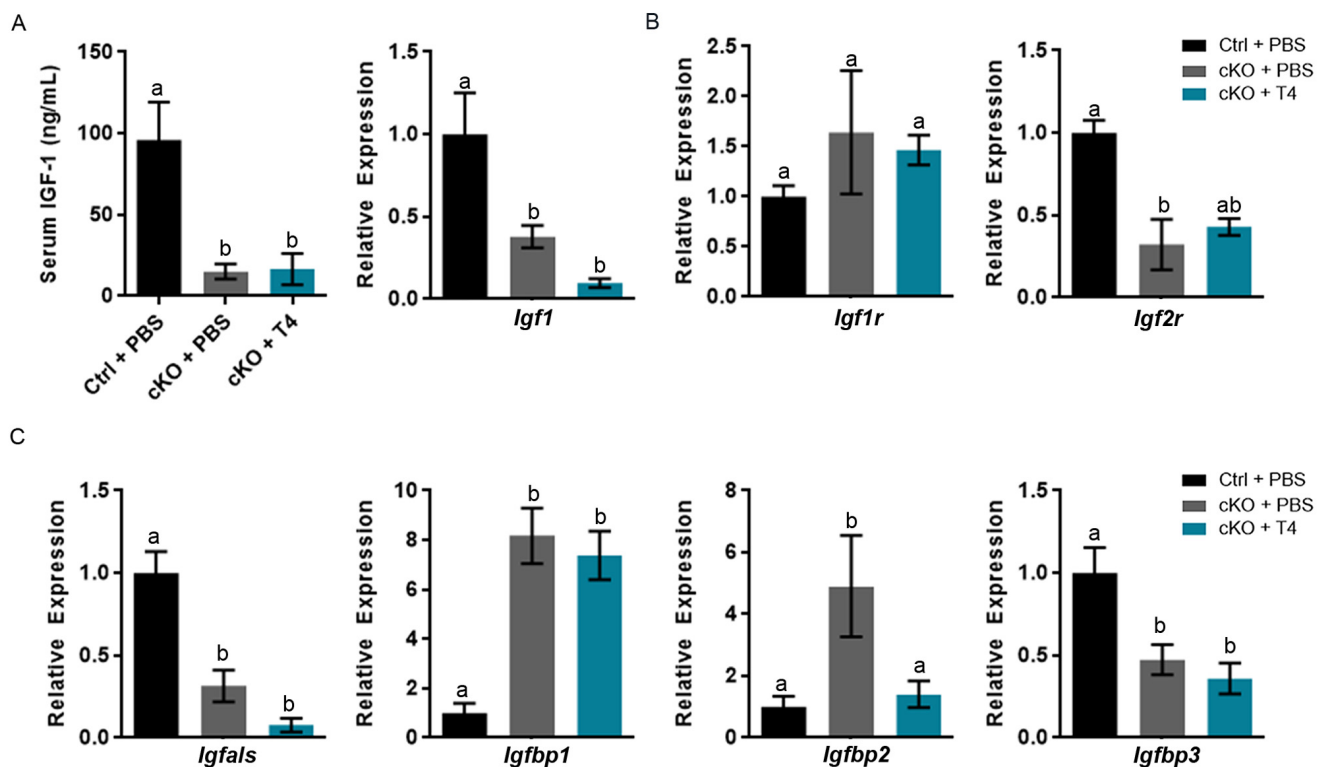 A
Serum IGF-1 (ng/mL)
150
100
50
0
a
b
b
Ctrl + PBS
cKO + PBS
cKO + T4
Relative Expression
1.5
1.0
0.5
0.0
a
b
b
Igf1
B
Relative Expression
2.5
2.0
1.5
1.0
0.5
0.0
a
a
a
Igf1r
Relative Expression
1.5
1.0
0.5
0.0
a
b
ab
Igf2r
Ctrl + PBS
cKO + PBS
cKO + T4
C
Relative Expression
1.5
1.0
0.5
0.0
a
b
b
Igfals
Relative Expression
10
8
6
4
2
0
a
b
b
Igfbp1
Relative Expression
8
6
4
2
0
a
b
a
Igfbp2
Relative Expression
1.5
1.0
0.5
0.0
a
b
b
Igfbp3
Ctrl + PBS
cKO + PBS
cKO + T4